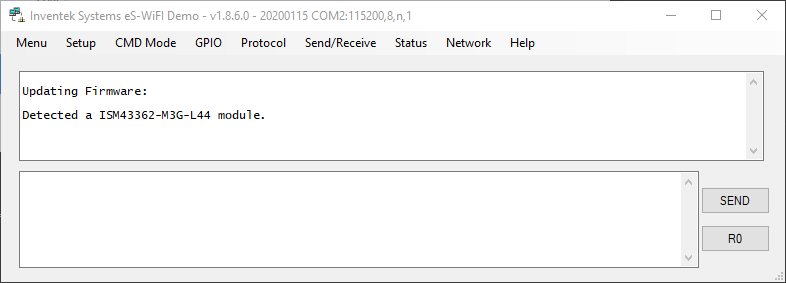 Inventek Systems eS-WiFI Demo - v1.8.6.0 - 20200115 COM2:115200,8,n,1
Menu Setup CMD Mode GPIO Protocol Send/Receive Status Network Help
Updating Firmware:
Detected a ISM43362-M3G-L44 module.
SEND
R0